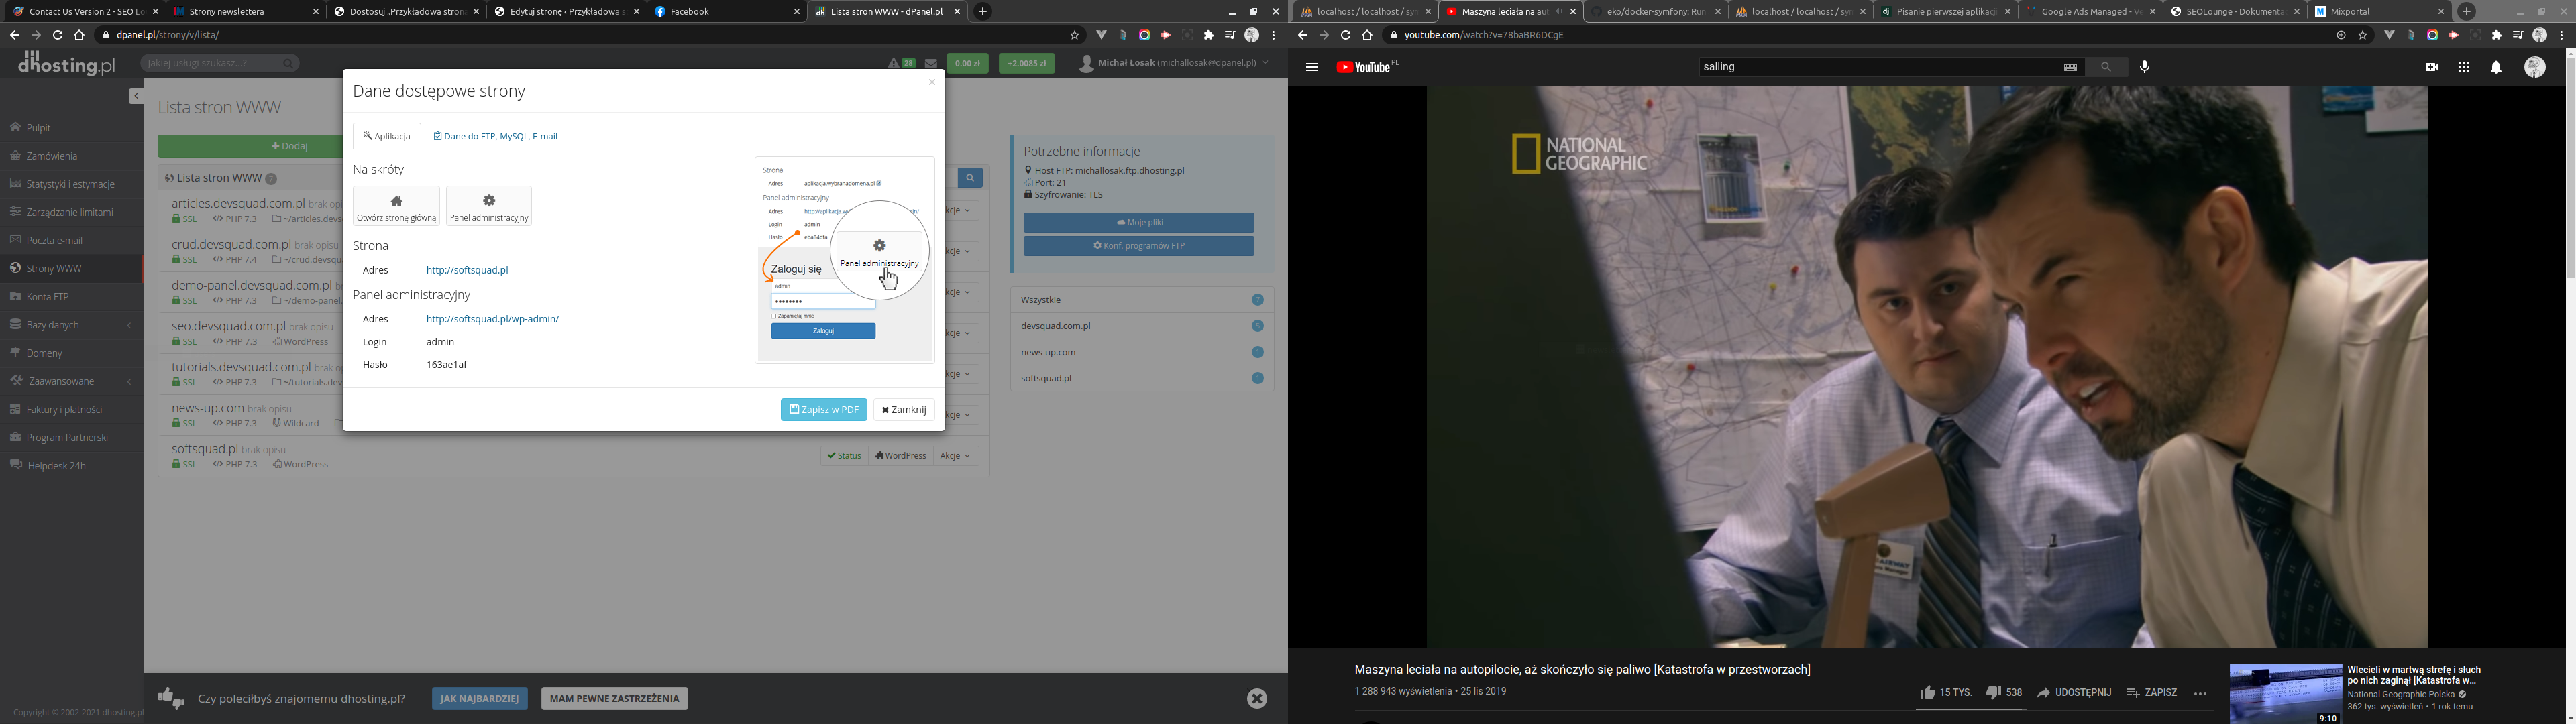 Contact Us Version 2 - SEO Lo
Strony newslettera
Dostosuj „Przykładowa strona
Edytuj stronę ‹ Przykładowa s
Facebook
Lista stron WWW - dPanel.pl
dpanel.pl/strony/v/lista/
dhosting.pl
Jakiej usługi szukasz...?
28
0.00 zł
+2.0085 zł
Michał Łosak (michallosak@dpanel.pl)
Pulpit
Zamówienia
Statystyki i estymacje
Zarządzanie limitami
Poczta e-mail
Strony WWW
Konta FTP
Bazy danych
Domeny
Zaawansowane
Faktury i płatności
Program Partnerski
Helpdesk 24h
Copyright © 2002-2021 dhosting.pl
Lista stron WWW
Dodaj
Lista stron WWW
articles.devsquad.com.pl brak op
SSL PHP 7.3 ~/articles.devs
crud.devsquad.com.pl brak opisu
SSL PHP 7.4 ~/crud.devsqu
demo-panel.devsquad.com.pl brak
SSL PHP 7.3 ~/demo-panel.
seo.devsquad.com.pl brak opisu
SSL PHP 7.3 WordPress
tutorials.devsquad.com.pl brak o
SSL PHP 7.3 ~/tutorials.dev
news-up.com brak opisu
SSL PHP 7.3 Wildcard
softsquad.pl brak opisu
SSL PHP 7.3 WordPress
Status WordPress Akcje
Dane dostępowe strony
Aplikacja
Dane do FTP, MySQL, E-mail
Na skróty
Otwórz stronę główną
Panel administracyjny
Strona
Adres http://softsquad.pl
Panel administracyjny
Adres http://softsquad.pl/wp-admin/
Login admin
Hasło 163ae1af
Strona
Adres aplikacja.wybranadomena.pl
Panel administracyjny
Adres http://aplikacja.wy
Login admin
Hasło eba84dfa
Panel administracyjny
Zaloguj się
admin
Zapamiętaj mnie
Zaloguj
Zapisz w PDF
Zamknij
Potrzebne informacje
Host FTP: michallosak.ftp.dhosting.pl
Port: 21
Szyfrowanie: TLS
Moje pliki
Konf. programów FTP
Wszystkie
devsquad.com.pl
news-up.com
softsquad.pl
Czy poleciłbyś znajomemu dhosting.pl?
JAK NAJBARDZIEJ
MAM PEWNE ZASTRZEŻENIA
localhost / localhost / sym
Maszyna leciała na aut
eko/docker-symfony: Run
localhost / localhost / sym
Pisanie pierwszej aplikacji
Google Ads Managed - V
SEOLounge - Dokumenta
Mixportal
youtube.com/watch?v=78baBR6DCgE
YouTube PL
salling
NATIONAL
GEOGRAPHIC
Maszyna leciała na autopilocie, aż skończyło się paliwo [Katastrofa w przestworzach]
1 288 943 wyświetlenia • 25 lis 2019
15 TYS.
538
UDOSTĘPNIJ
ZAPISZ
Wlecieli w martwą strefę i słuch
po nich zaginął [Katastrofa w...
National Geographic Polska
362 tys. wyświetleń • 1 rok temu
9:10